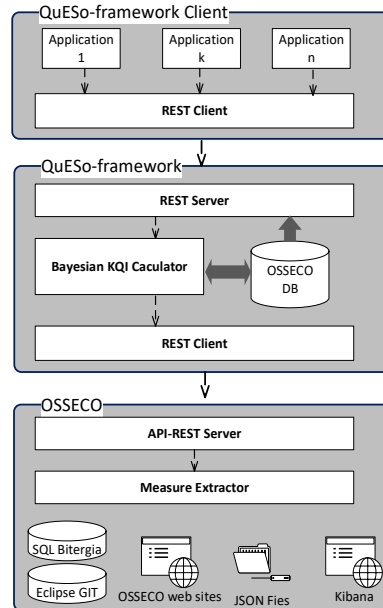 QuESo-framework Client
Application
1
Application
k
Application
n
REST Client
QuESo-framework
REST Server
Bayesian KQI Caculator
OSSECO
DB
REST Client
OSSECO
API-REST Server
Measure Extractor
SQL Bitergia
Eclipse GIT
OSSECO web sites
JSON Fies
Kibana